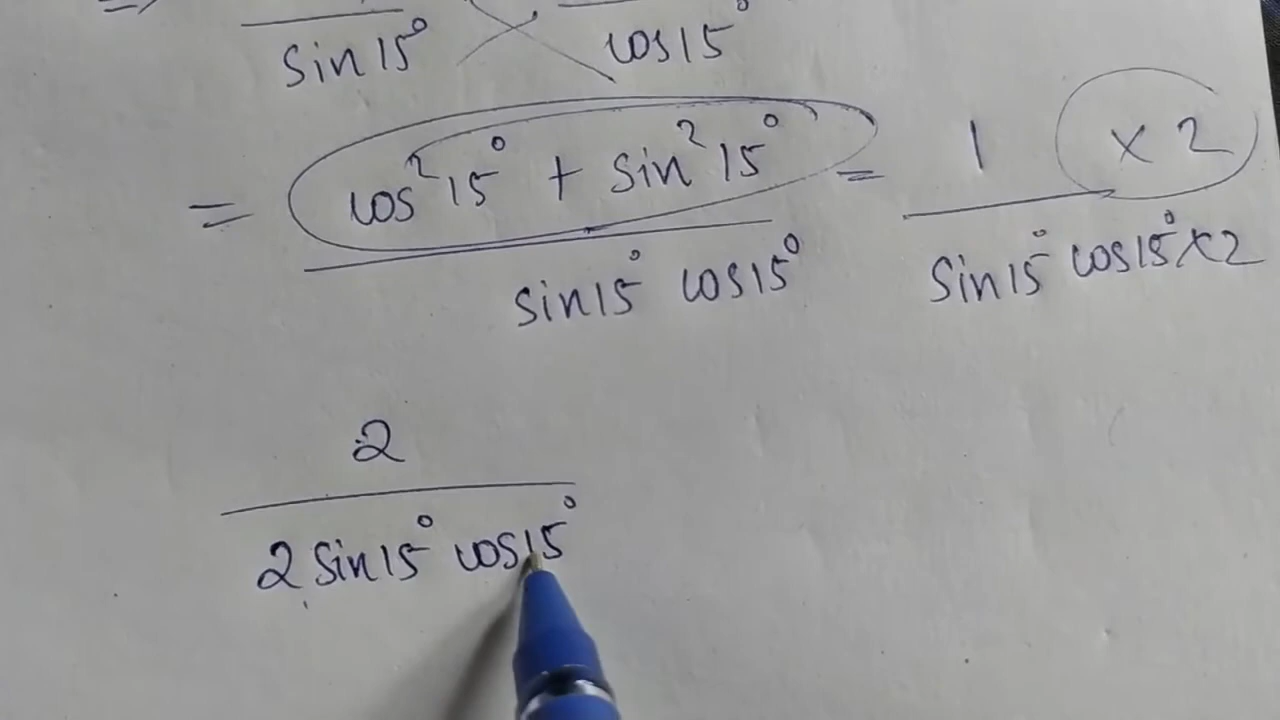 => sin15° cos15°
= cos²15° + sin²15° = 1 × 2
sin15° cos15° sin15° cos15° × 2
2
2 sin15° cos15°